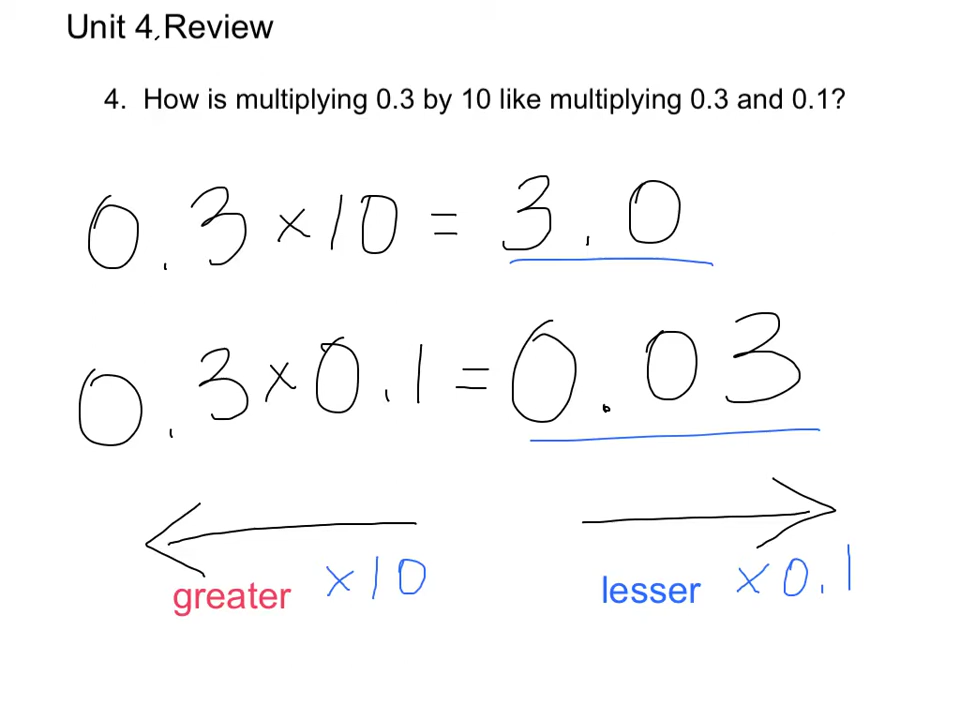 Unit 4 Review
4. How is multiplying 0.3 by 10 like multiplying 0.3 and 0.1?
0.3 × 10 = 3.0
0.3 × 0.1 = 0.03
greater ×10 lesser ×0.1